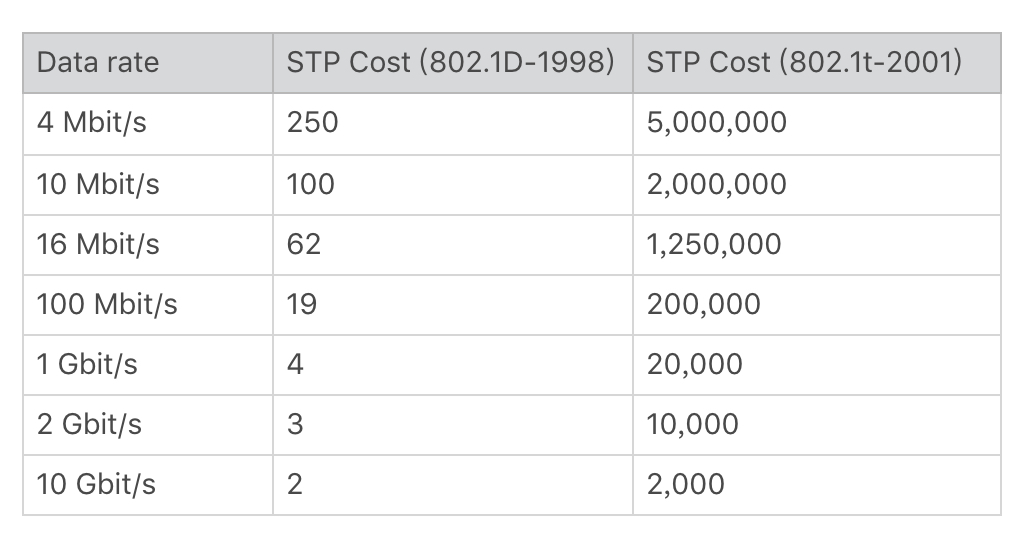 Data rate STP Cost (802.1D-1998) STP Cost (802.1t-2001)
4 Mbit/s 250 5,000,000
10 Mbit/s 100 2,000,000
16 Mbit/s 62 1,250,000
100 Mbit/s 19 200,000
1 Gbit/s 4 20,000
2 Gbit/s 3 10,000
10 Gbit/s 2 2,000